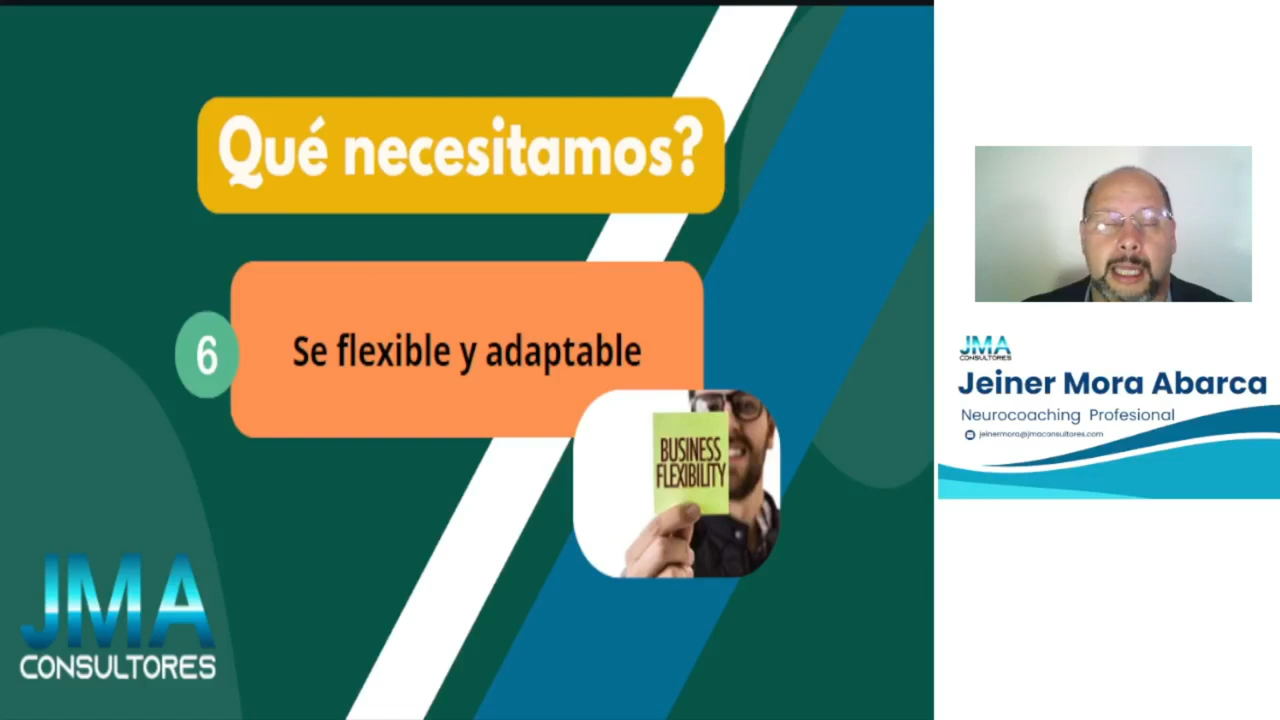 Qué necesitamos?
6
Se flexible y adaptable
BUSINESS
FLEXIBILITY
JMA
CONSULTORES
JMA
CONSULTORES
Jeiner Mora Abarca
Neurocoaching Profesional
jeinermora@jmaconsultores.com